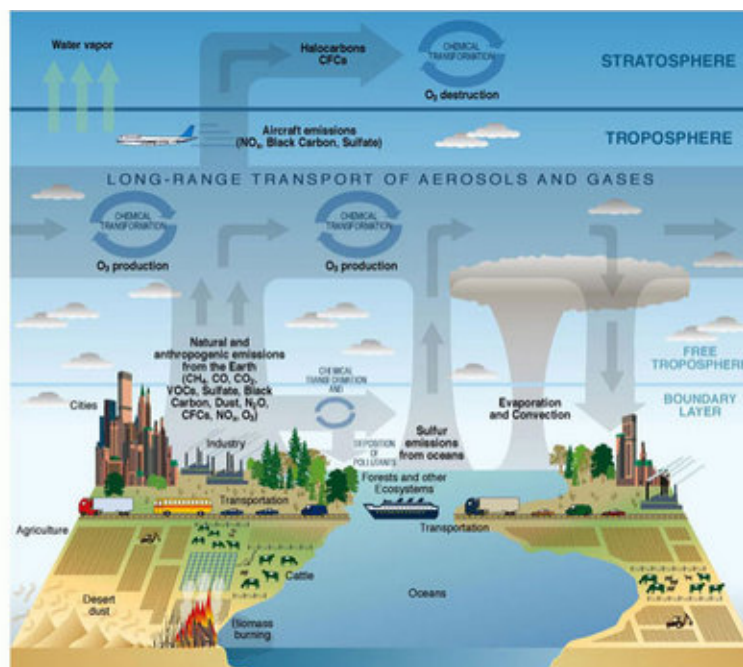 Water vapor
Halocarbons
CFCs
CHEMICAL
TRANSFORMATION
O₃ destruction
STRATOSPHERE
Aircraft emissions
(NOₓ, Black Carbon, Sulfate)
TROPOSPHERE
LONG-RANGE TRANSPORT OF AEROSOLS AND GASES
CHEMICAL
TRANSFORMATION
O₃ production
CHEMICAL
TRANSFORMATION
O₃ production
Natural and
anthropogenic emissions
from the Earth
(CH₄, CO, CO₂,
VOCs, Sulfate, Black
Carbon, Dust, N₂O,
CFCs, NOₓ, O₃)
CHEMICAL
TRANSFORMATION
AND
DEPOSITION
OF
POLLUTANTS
FREE
TROPOSPHERE
BOUNDARY
LAYER
Cities
Industry
Sulfur
emissions
from oceans
Evaporation
and Convection
Forests and other
Ecosystems
Transportation
Transportation
Agriculture
Cattle
Desert
dust
Biomass
burning
Oceans